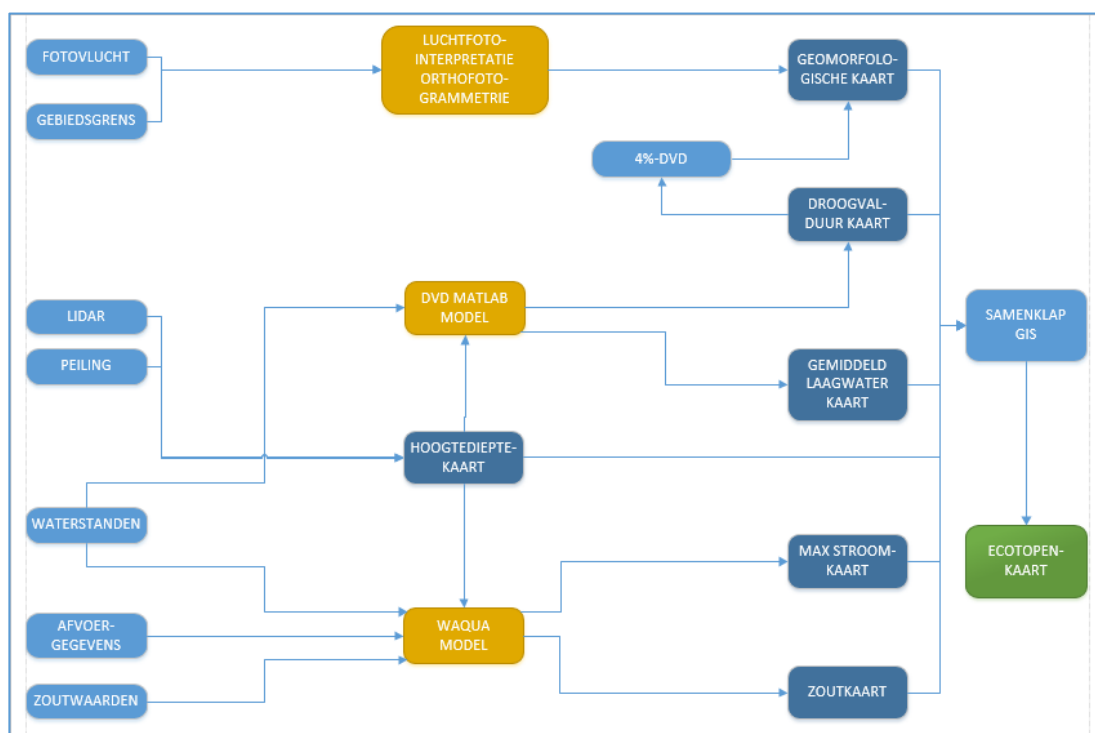 FOTOVLUCHT
GEBIEDSGRENS
LUCHTFOTO-
INTERPRETATIE
ORTHOFOTO-
GRAMMETRIE
GEOMORFOLO-
GISCHE KAART
4%-DVD
DROOGVAL-
DUUR KAART
LIDAR
PEILING
DVD MATLAB
MODEL
SAMENKLAP
GIS
GEMIDDELD
LAAGWATER
KAART
HOOGTEDIEPTE-
KAART
WATERSTANDEN
MAX STROOM-
KAART
ECOTOPEN-
KAART
AFVOER-
GEGEVENS
WAQUA
MODEL
ZOUTWAARDEN
ZOUTKAART